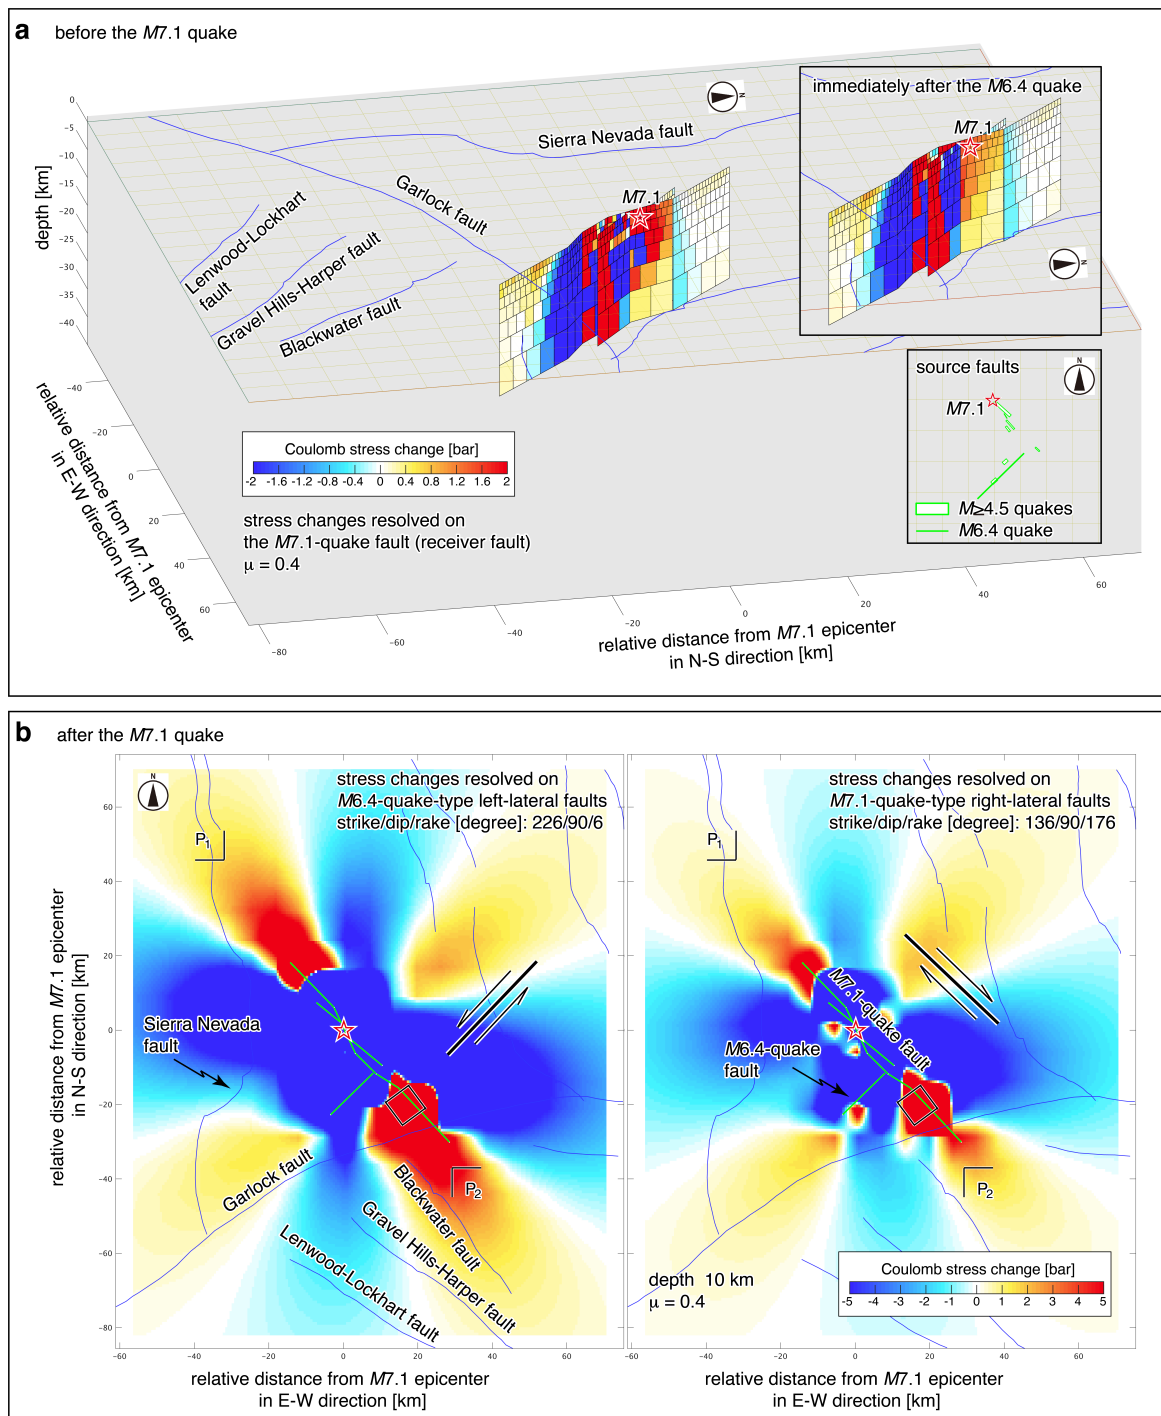 a before the M7.1 quake
immediately after the M6.4 quake
M7.1
N
N
Sierra Nevada fault
Garlock fault
M7.1
Lenwood-Lockhart
fault
Gravel Hills-Harper fault
Blackwater fault
0
−5
−10
−15
−20
−25
−30
−35
−40
depth [km]
−40
−20
0
20
40
60
relative distance from M7.1 epicenter
in E-W direction [km]
Coulomb stress change [bar]
-2 -1.6 -1.2 -0.8 -0.4 0 0.4 0.8 1.2 1.6 2
stress changes resolved on
the M7.1-quake fault (receiver fault)
μ = 0.4
source faults
N
M7.1
M≥4.5 quakes
M6.4 quake
−80 −60 −40 −20 0 20 40 60
relative distance from M7.1 epicenter
in N-S direction [km]
b after the M7.1 quake
N
stress changes resolved on
M6.4-quake-type left-lateral faults
strike/dip/rake [degree]: 226/90/6
P1
Sierra Nevada
fault
Garlock fault
P2
Blackwater fault
Gravel Hills-Harper fault
Lenwood-Lockhart fault
60
40
20
0
−20
−40
−60
−80
relative distance from M7.1 epicenter
in N-S direction [km]
−60 −40 −20 0 20 40 60
relative distance from M7.1 epicenter
in E-W direction [km]
stress changes resolved on
M7.1-quake-type right-lateral faults
strike/dip/rake [degree]: 136/90/176
P1
M7.1-quake fault
M6.4-quake
fault
P2
depth 10 km
μ = 0.4
Coulomb stress change [bar]
-5 -4 -3 -2 -1 0 1 2 3 4 5
−60 −40 −20 0 20 40 60
relative distance from M7.1 epicenter
in E-W direction [km]